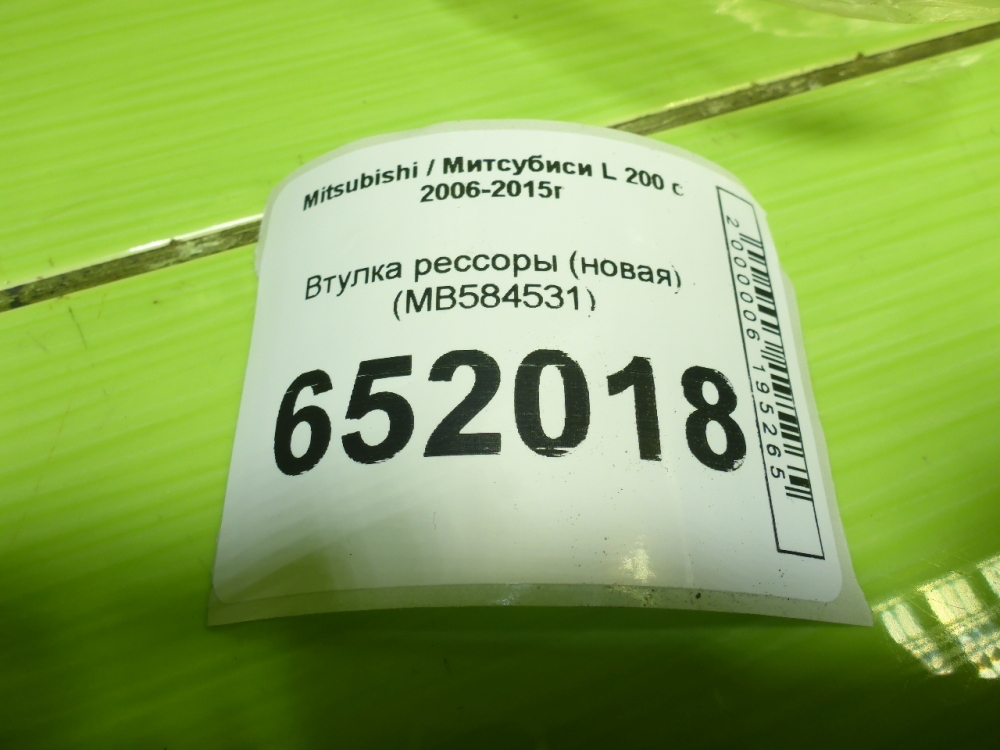 Mitsubishi / Митсубиси L 200 с
2006-2015г
Втулка рессоры (новая)
(MB584531)
652018
2000006195265